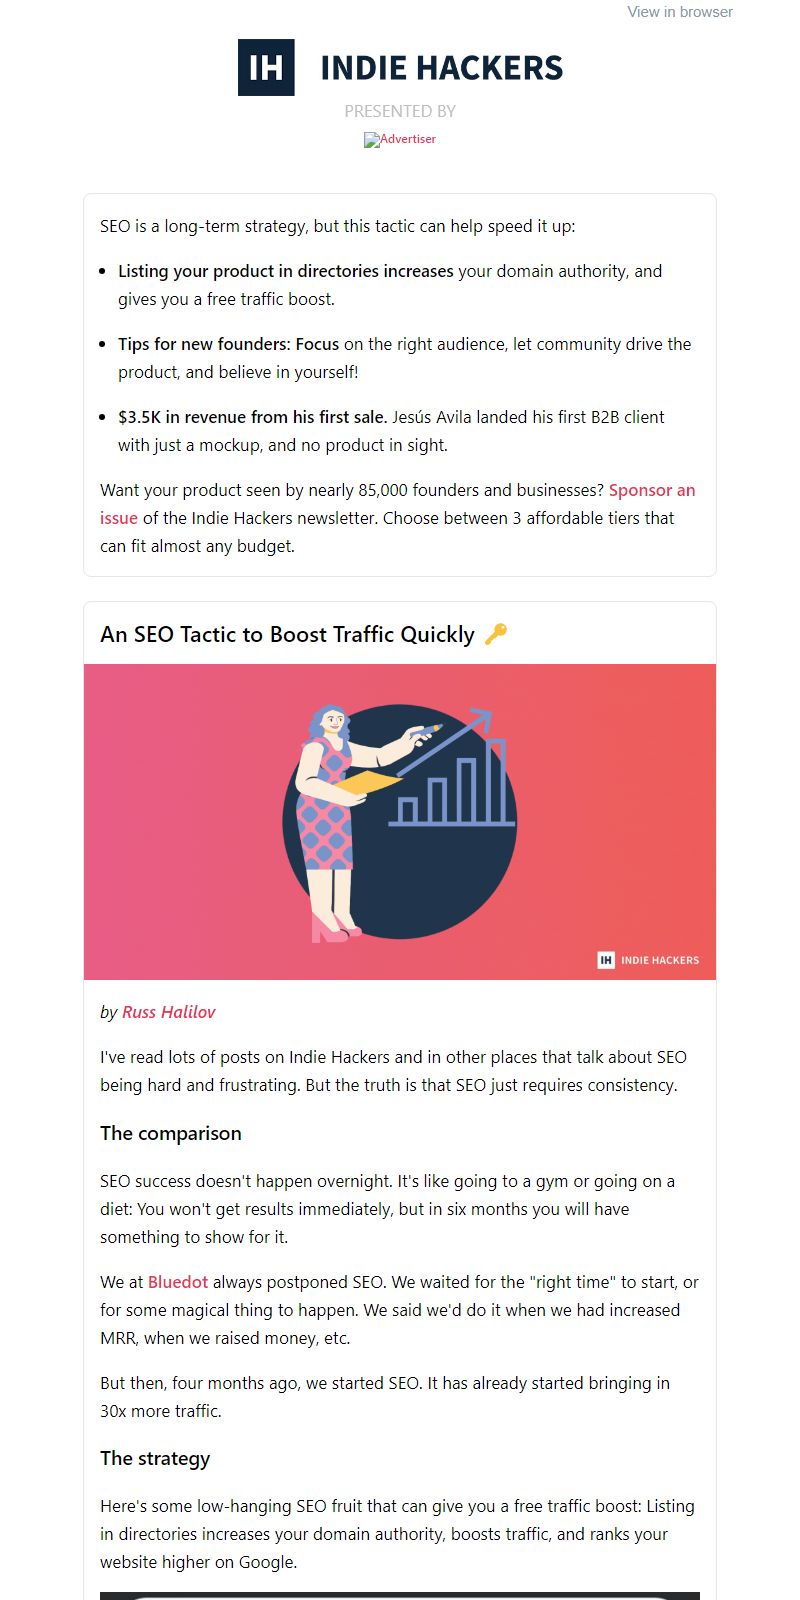 View in browser
IH INDIE HACKERS
PRESENTED BY
Advertiser
SEO is a long-term strategy, but this tactic can help speed it up:
• Listing your product in directories increases your domain authority, and
gives you a free traffic boost.
• Tips for new founders: Focus on the right audience, let community drive the
product, and believe in yourself!
• $3.5K in revenue from his first sale. Jesús Avila landed his first B2B client
with just a mockup, and no product in sight.
Want your product seen by nearly 85,000 founders and businesses? Sponsor an
issue of the Indie Hackers newsletter. Choose between 3 affordable tiers that
can fit almost any budget.
An SEO Tactic to Boost Traffic Quickly 🔑
IH INDIE HACKERS
by Russ Halilov
I've read lots of posts on Indie Hackers and in other places that talk about SEO
being hard and frustrating. But the truth is that SEO just requires consistency.
The comparison
SEO success doesn't happen overnight. It's like going to a gym or going on a
diet: You won't get results immediately, but in six months you will have
something to show for it.
We at Bluedot always postponed SEO. We waited for the "right time" to start, or
for some magical thing to happen. We said we'd do it when we had increased
MRR, when we raised money, etc.
But then, four months ago, we started SEO. It has already started bringing in
30x more traffic.
The strategy
Here's some low-hanging SEO fruit that can give you a free traffic boost: Listing
in directories increases your domain authority, boosts traffic, and ranks your
website higher on Google.